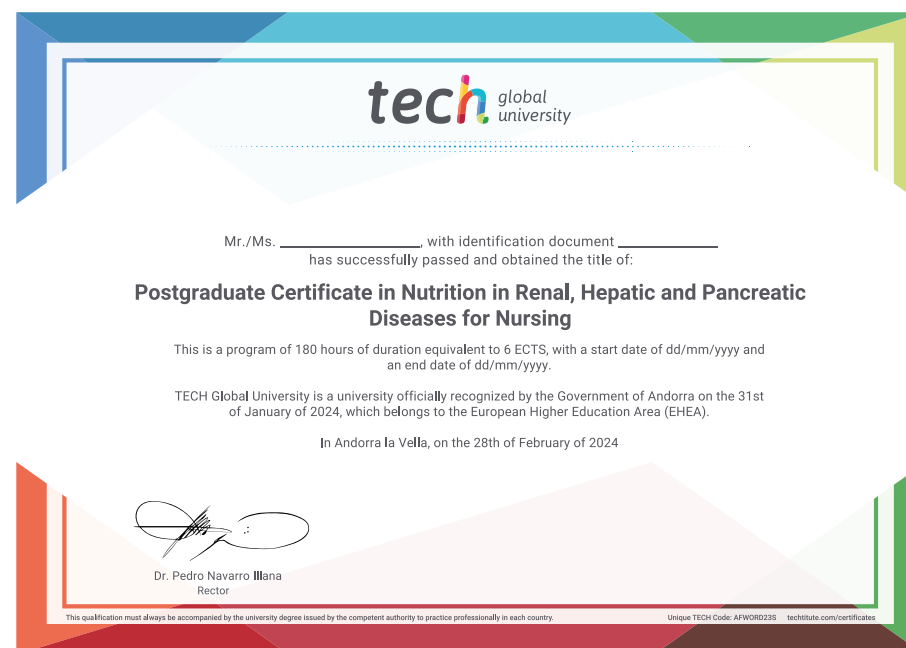 tech global university
Mr./Ms. ____________________, with identification document ______________
has successfully passed and obtained the title of:
Postgraduate Certificate in Nutrition in Renal, Hepatic and Pancreatic
Diseases for Nursing
This is a program of 180 hours of duration equivalent to 6 ECTS, with a start date of dd/mm/yyyy and
an end date of dd/mm/yyyy.
TECH Global University is a university officially recognized by the Government of Andorra on the 31st
of January of 2024, which belongs to the European Higher Education Area (EHEA).
In Andorra la Vella, on the 28th of February of 2024
Dr. Pedro Navarro Illana
Rector
This qualification must always be accompanied by the university degree issued by the competent authority to practice professionally in each country.
Unique TECH Code: AFWORD23S techtitute.com/certificates